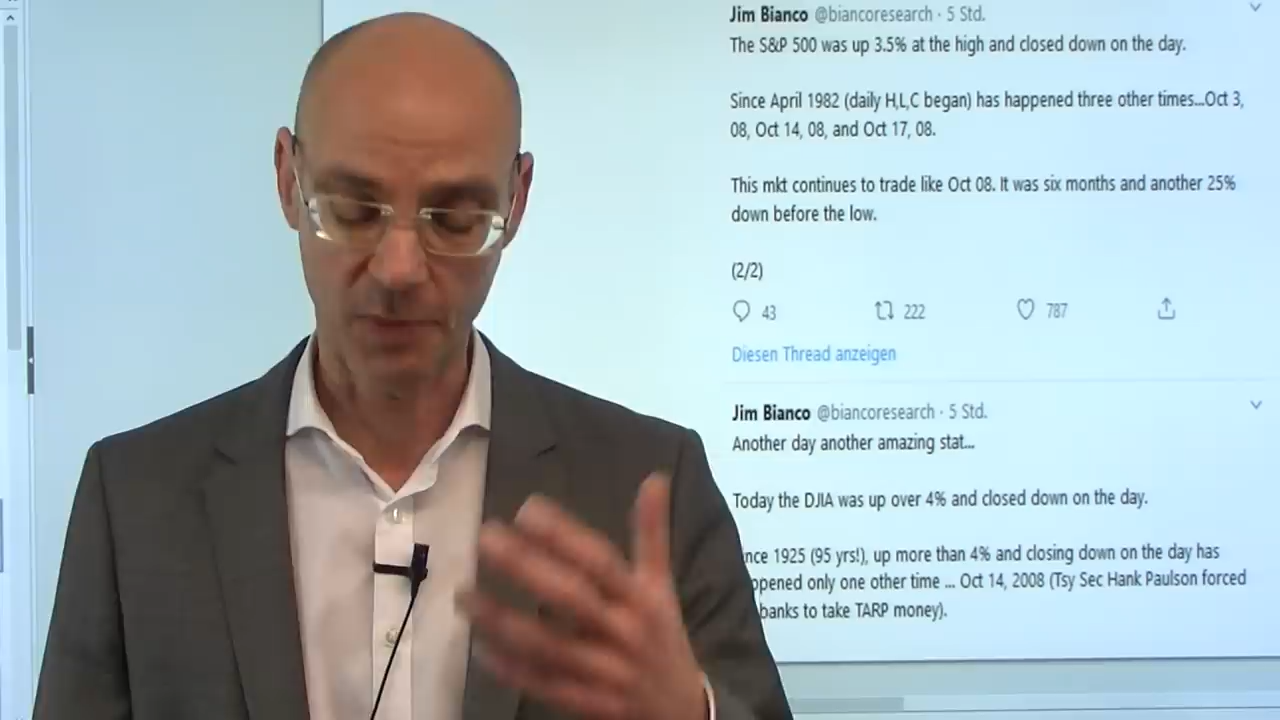 Jim Bianco @biancoresearch · 5 Std.
The S&P 500 was up 3.5% at the high and closed down on the day.
Since April 1982 (daily H,L,C began) has happened three other times...Oct 3,
08, Oct 14, 08, and Oct 17, 08.
This mkt continues to trade like Oct 08. It was six months and another 25%
down before the low.
(2/2)
43 222 787
Diesen Thread anzeigen
Jim Bianco @biancoresearch · 5 Std.
Another day another amazing stat...
Today the DJIA was up over 4% and closed down on the day.
nce 1925 (95 yrs!), up more than 4% and closing down on the day has
ppened only one other time ... Oct 14, 2008 (Tsy Sec Hank Paulson forced
banks to take TARP money).